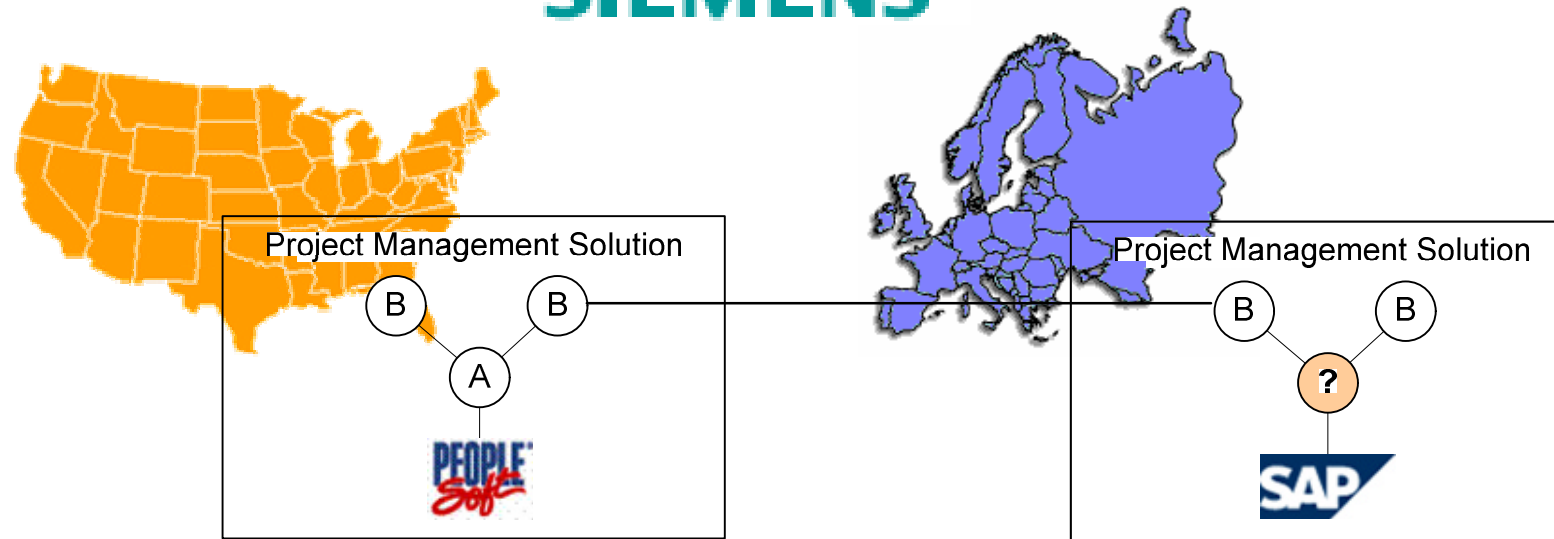 SIEMENS
Project Management Solution
B B
A
PEOPLE
Soft
Project Management Solution
B B
?
SAP